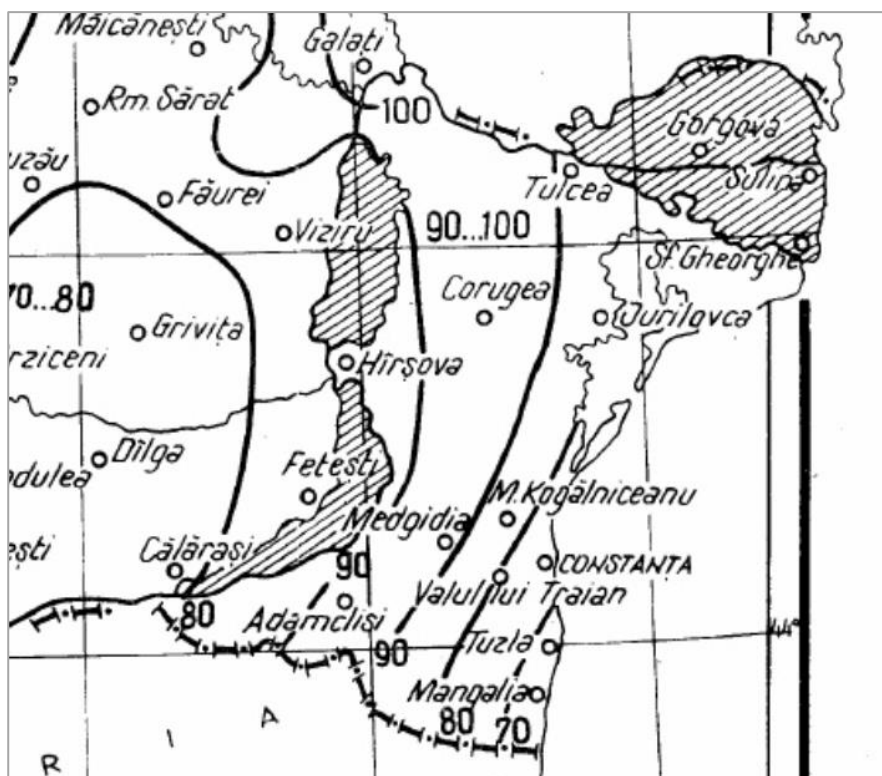 Măicănești
Galați
Rm. Sărat
100
Gorgova
uzău
Făurei
Tulcea
Sulina
Viziru
90...100
Sf. Gheorghe
70...80
Corugea
Grivița
Jurilovca
rziceni
Hîrșova
Dîlga
dulea
Fetești
M. Kogălniceanu
Medgidia
ești
Călărași
90
CONSTANȚA
Valul lui Traian
80
Adamclisi
90
Tuzla
44°
Mangalia
80
70
R I A